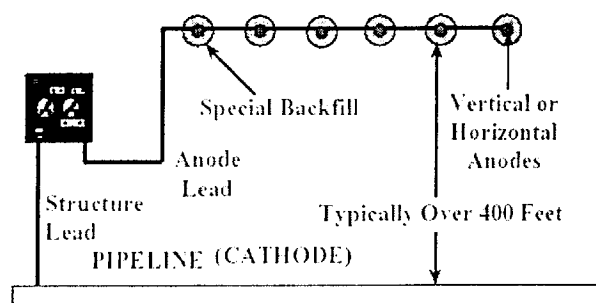 Special Backfill
Vertical or
Horizontal
Anodes
Anode
Lead
Structure
Lead
Typically Over 400 Feet
PIPELINE (CATHODE)